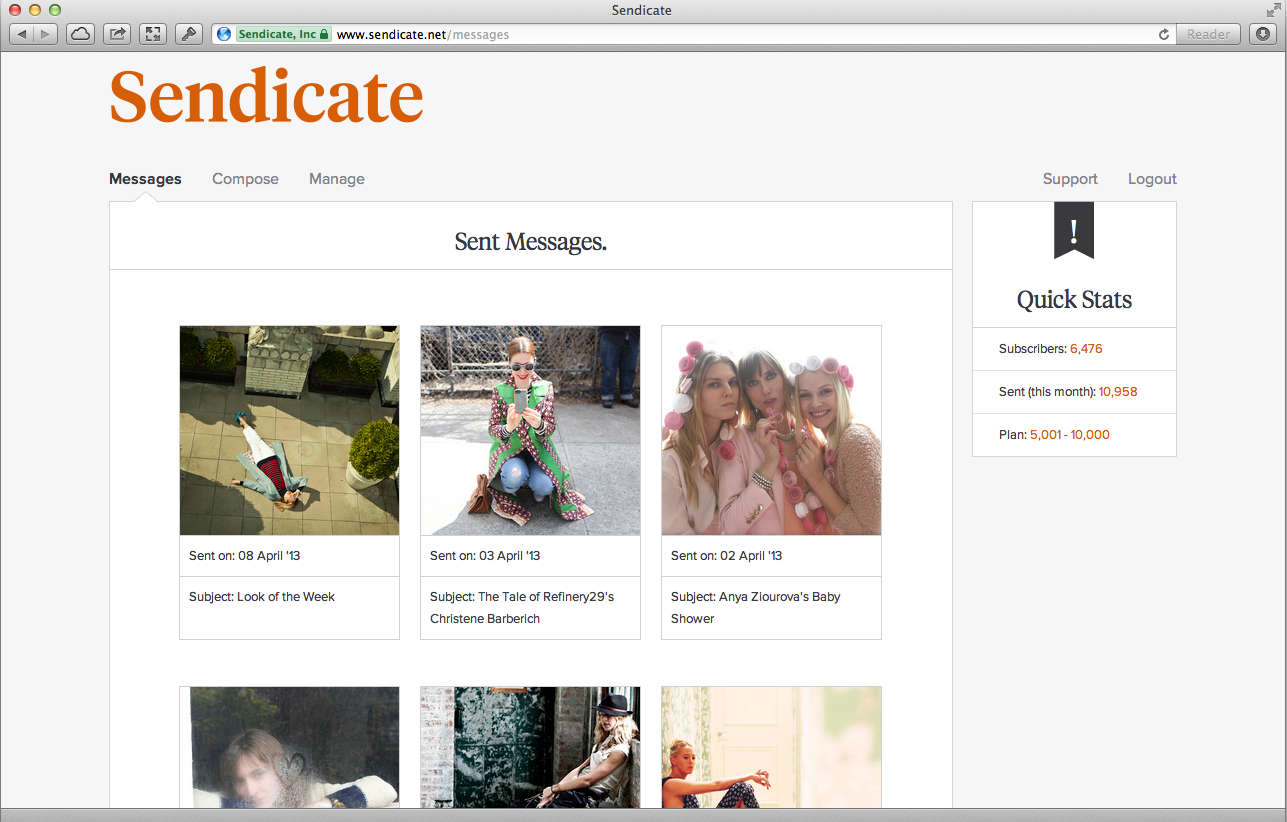 Sendicate
Sendicate, Inc www.sendicate.net/messages
Reader
Sendicate
Messages Compose Manage Support Logout
Sent Messages.
!
Quick Stats
Subscribers: 6,476
Sent (this month): 10,958
Plan: 5,001 - 10,000
Sent on: 08 April '13
Subject: Look of the Week
Sent on: 03 April '13
Subject: The Tale of Refinery29's
Christene Barberich
Sent on: 02 April '13
Subject: Anya Ziourova's Baby
Shower